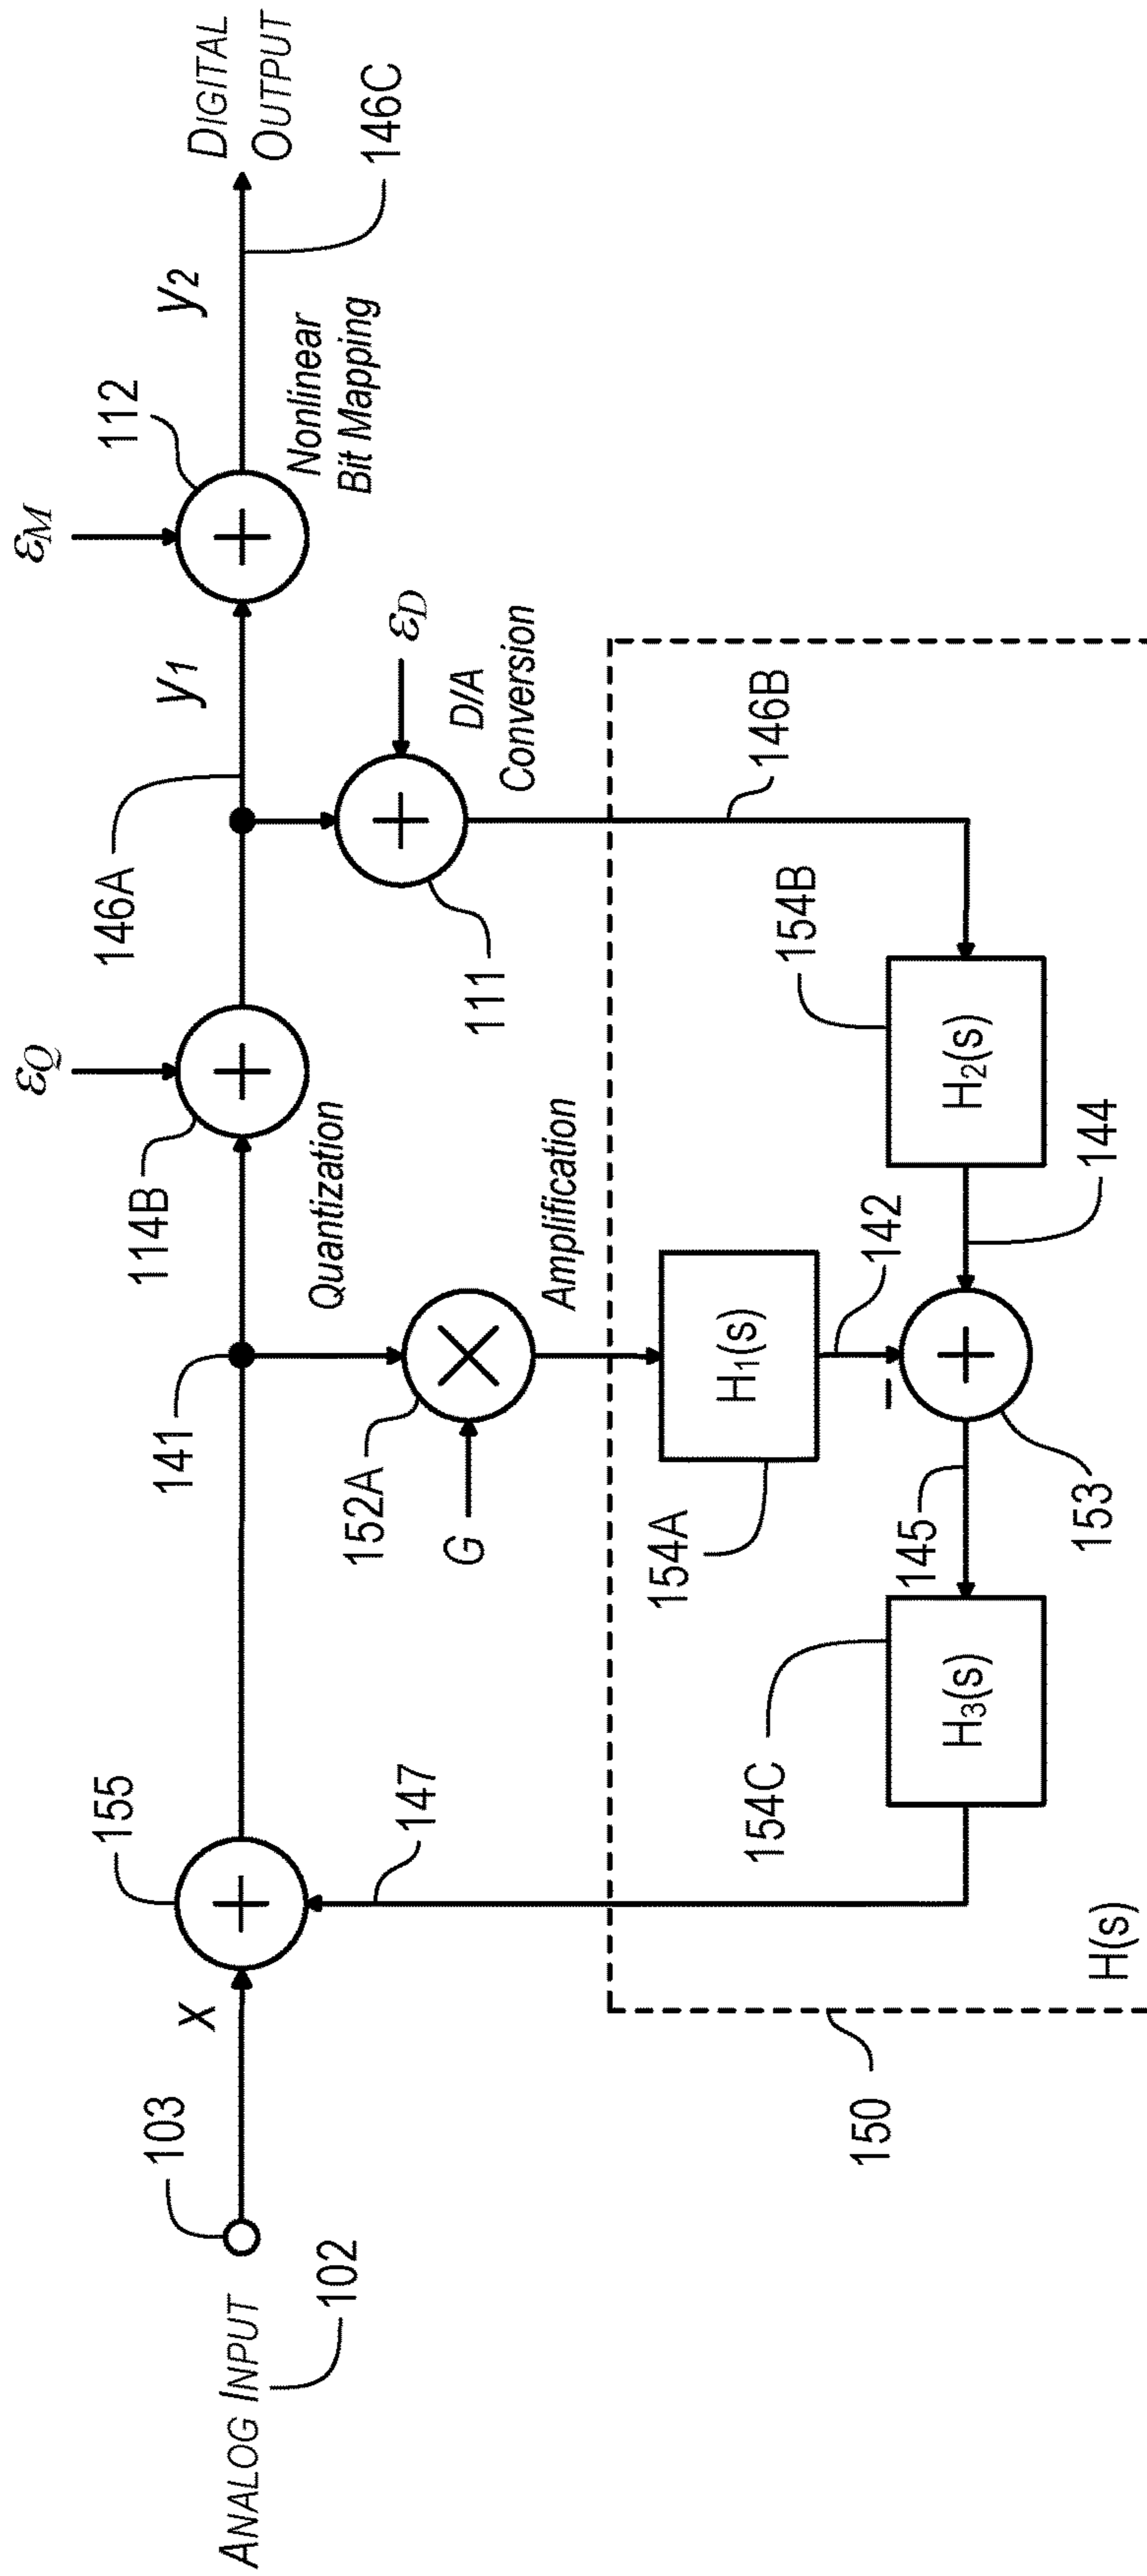 ANALOG INPUT
102
103
X
155
141
114B
εQ
Quantization
146A
y1
112
εM
Nonlinear
Bit Mapping
y2
146C
DIGITAL
OUTPUT
152A
G
Amplification
111
εD
D/A
Conversion
146B
147
150
H(s)
154C
H3(s)
145
153
154A
H1(s)
142
−
144
154B
H2(s)
+
+
+
+
+
×